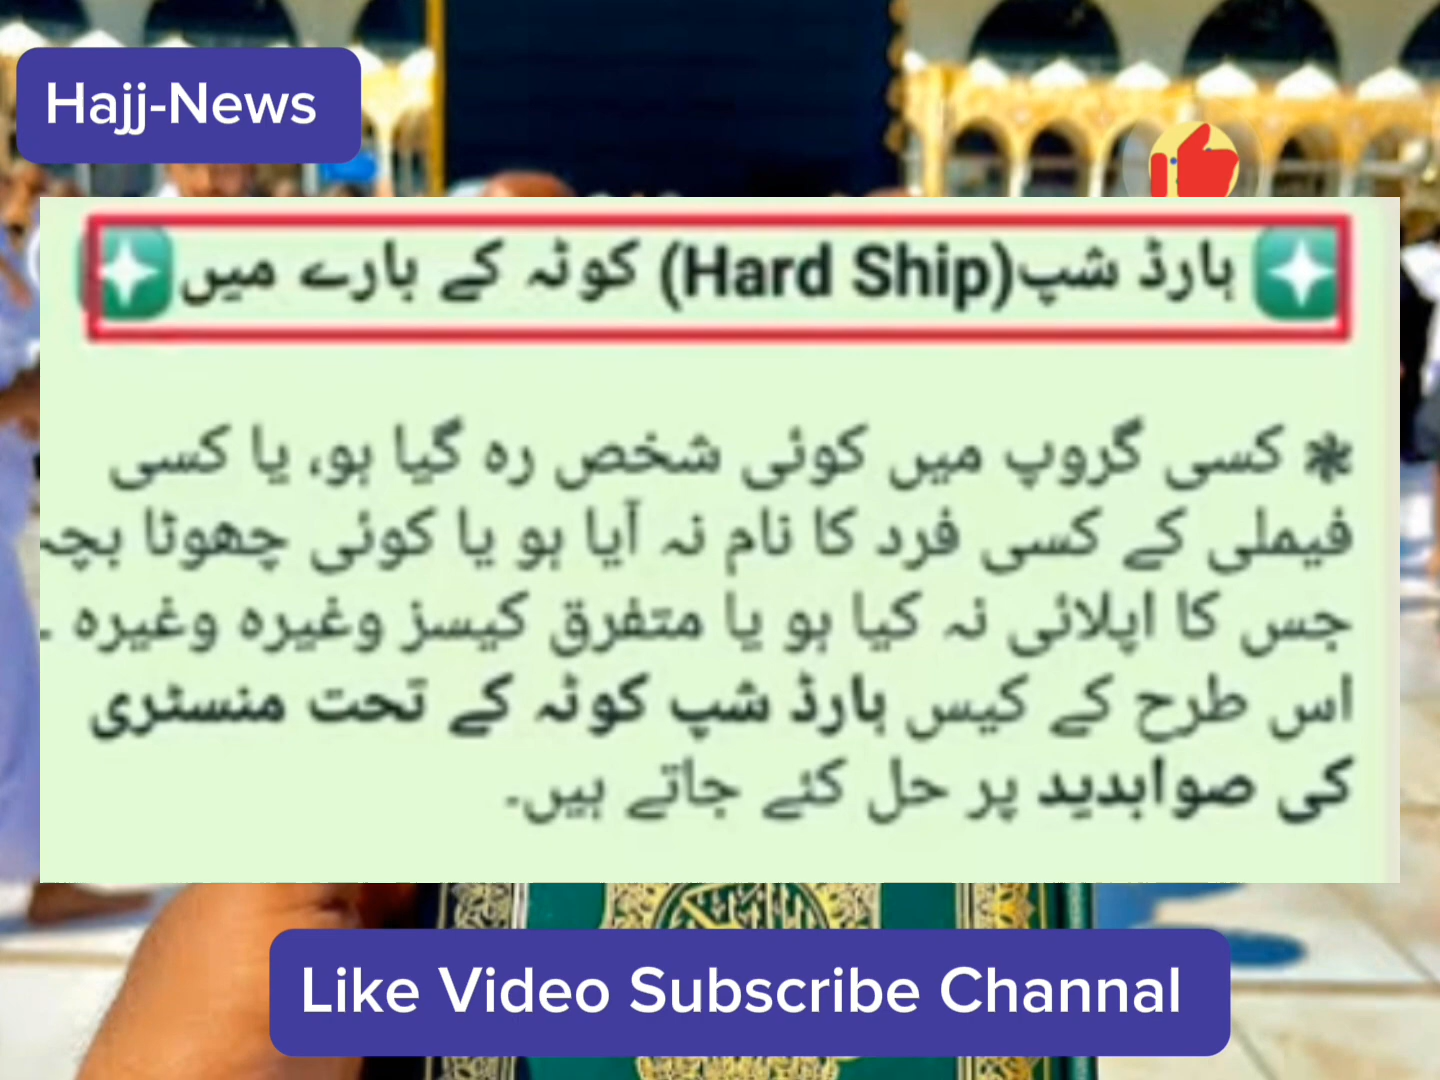 Hajj-News
ہارڈ شپ(Hard Ship) کوٹہ کے بارے میں
* کسی گروپ میں کوئی شخص رہ گیا ہو، یا کسی
فیملی کے کسی فرد کا نام نہ آیا ہو یا کوئی چھوٹا بچہ
جس کا اپلائی نہ کیا ہو یا متفرق کیسز وغیرہ وغیرہ ۔
اس طرح کے کیس ہارڈ شپ کوٹہ کے تحت منسٹری
کی صوابدید پر حل کئے جاتے ہیں۔
Like Video Subscribe Channal